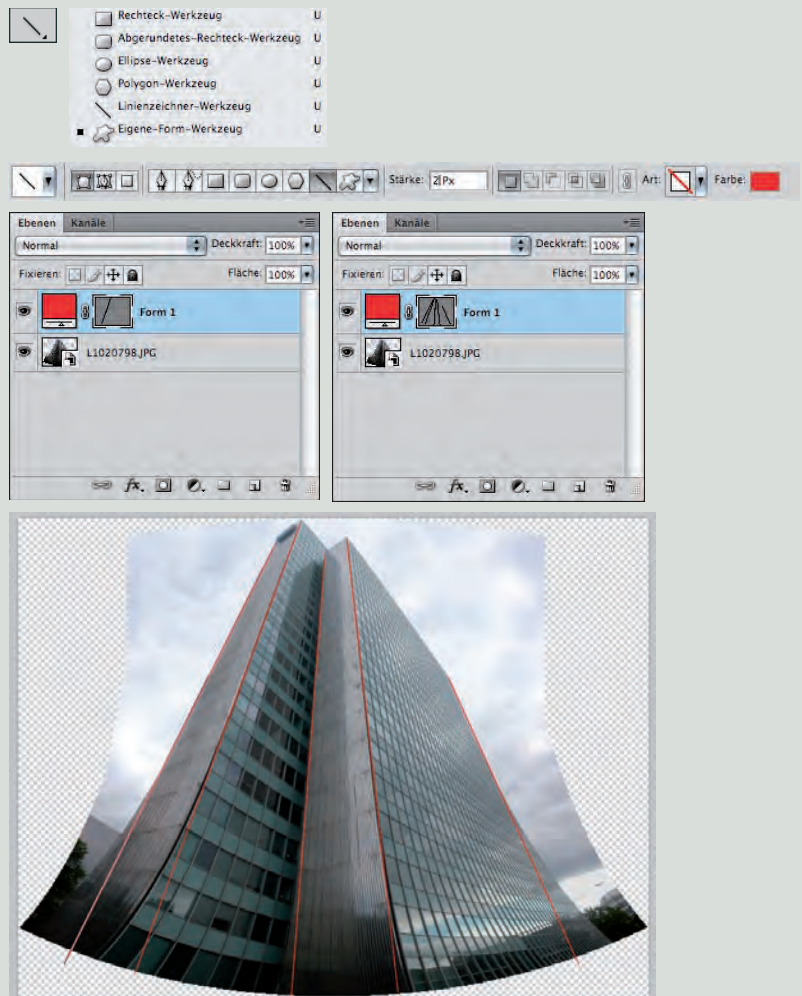 Rechteck-Werkzeug U
Abgerundetes-Rechteck-Werkzeug U
Ellipse-Werkzeug U
Polygon-Werkzeug U
Linienzeichner-Werkzeug U
Eigene-Form-Werkzeug U
Stärke: 2 Px Art: Farbe:
Ebenen Kanäle
Normal Deckkraft: 100%
Fixieren: Fläche: 100%
Form 1
L1020798.JPG
fx.
Ebenen Kanäle
Normal Deckkraft: 100%
Fixieren: Fläche: 100%
Form 1
L1020798.JPG
fx.